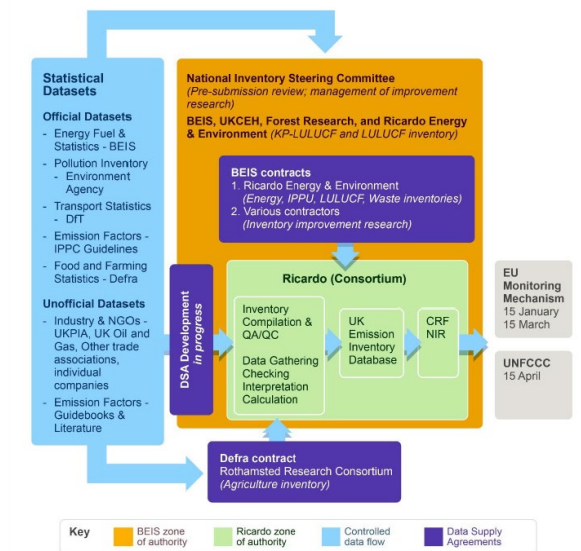 Statistical
Datasets
Official Datasets
- Energy Fuel &
Statistics - BEIS
- Pollution Inventory
- Environment
Agency
- Transport Statistics
- DfT
- Emission Factors -
IPPC Guidelines
- Food and Farming
Statistics - Defra
Unofficial Datasets
- Industry & NGOs -
UKPIA, UK Oil and
Gas, Other trade
associations,
individual
companies
- Emission Factors -
Guidebooks &
Literature
National Inventory Steering Committee
(Pre-submission review; management of improvement
research)
BEIS, UKCEH, Forest Research, and Ricardo Energy
& Environment (KP-LULUCF and LULUCF inventory)
BEIS contracts
1. Ricardo Energy & Environment
(Energy, IPPU, LULUCF, Waste inventories)
2. Various contractors
(Inventory improvement research)
DSA Development
in progress
Ricardo (Consortium)
Inventory
Compilation &
QA/QC
Data Gathering
Checking
Interpretation
Calculation
UK
Emission
Inventory
Database
CRF
NIR
EU
Monitoring
Mechanism
15 January
15 March
UNFCCC
15 April
Defra contract
Rothamsted Research Consortium
(Agriculture inventory)
Key
BEIS zone
of authority
Ricardo zone
of authority
Controlled
data flow
Data Supply
Agreements